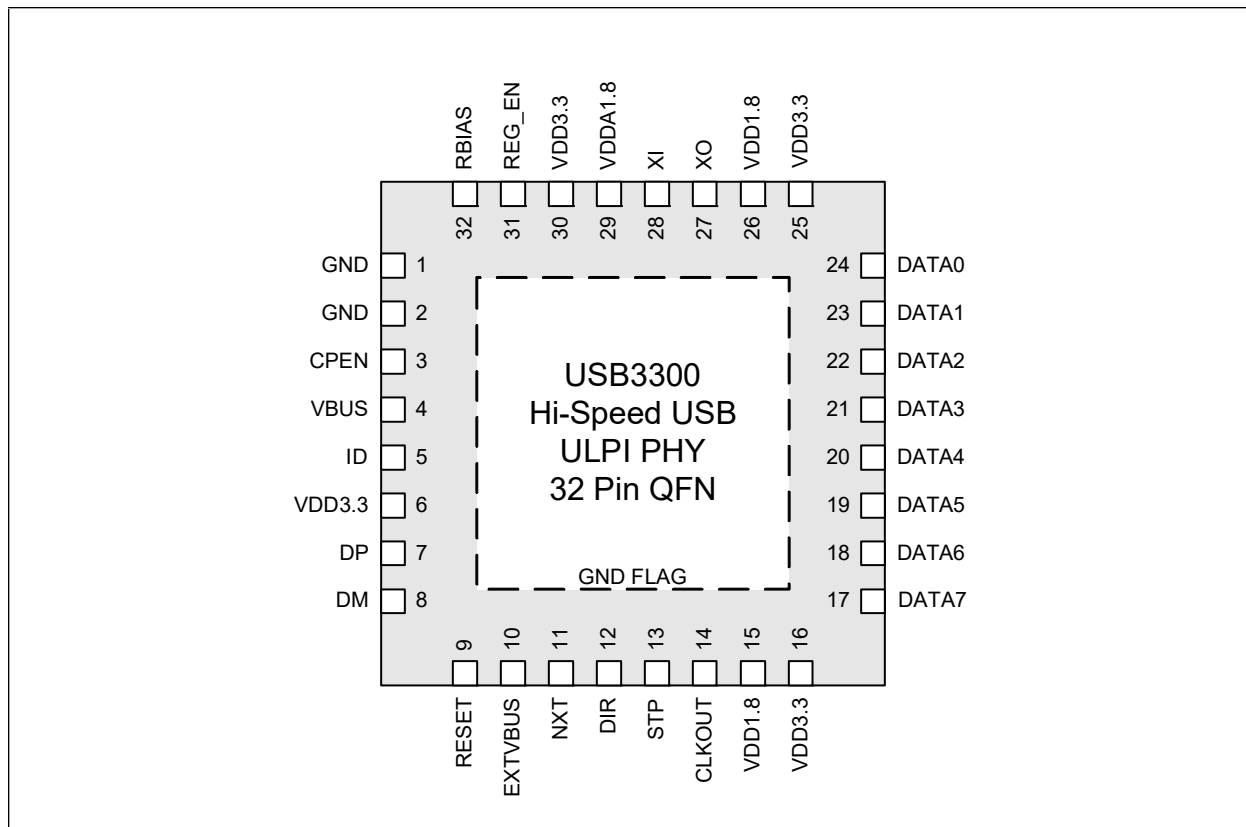 RBIAS
REG_EN
VDD3.3
VDDA1.8
XI
XO
VDD1.8
VDD3.3
32
31
30
29
28
27
26
25
GND 1
GND 2
CPEN 3
VBUS 4
ID 5
VDD3.3 6
DP 7
DM 8
24 DATA0
23 DATA1
22 DATA2
21 DATA3
20 DATA4
19 DATA5
18 DATA6
17 DATA7
USB3300
Hi-Speed USB
ULPI PHY
32 Pin QFN
GND FLAG
9
10
11
12
13
14
15
16
RESET
EXTVBUS
NXT
DIR
STP
CLKOUT
VDD1.8
VDD3.3